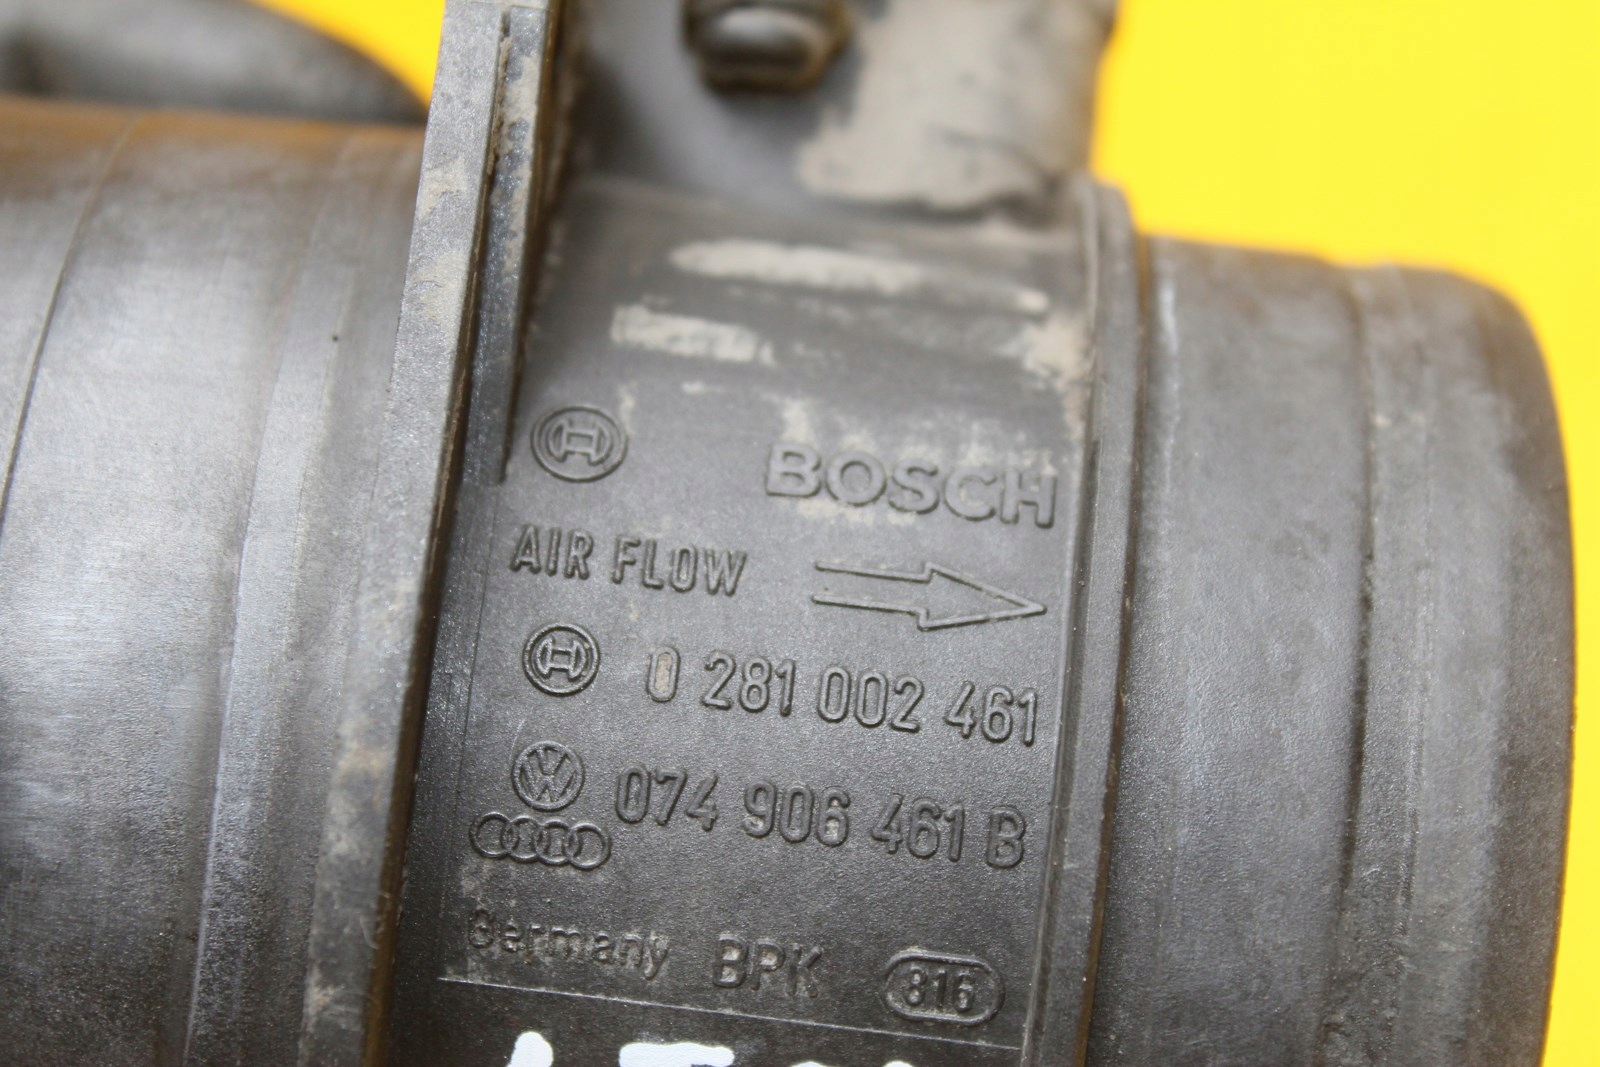 BOSCH
AIR FLOW
0 281 002 461
074 906 461 B
Germany BPK 816